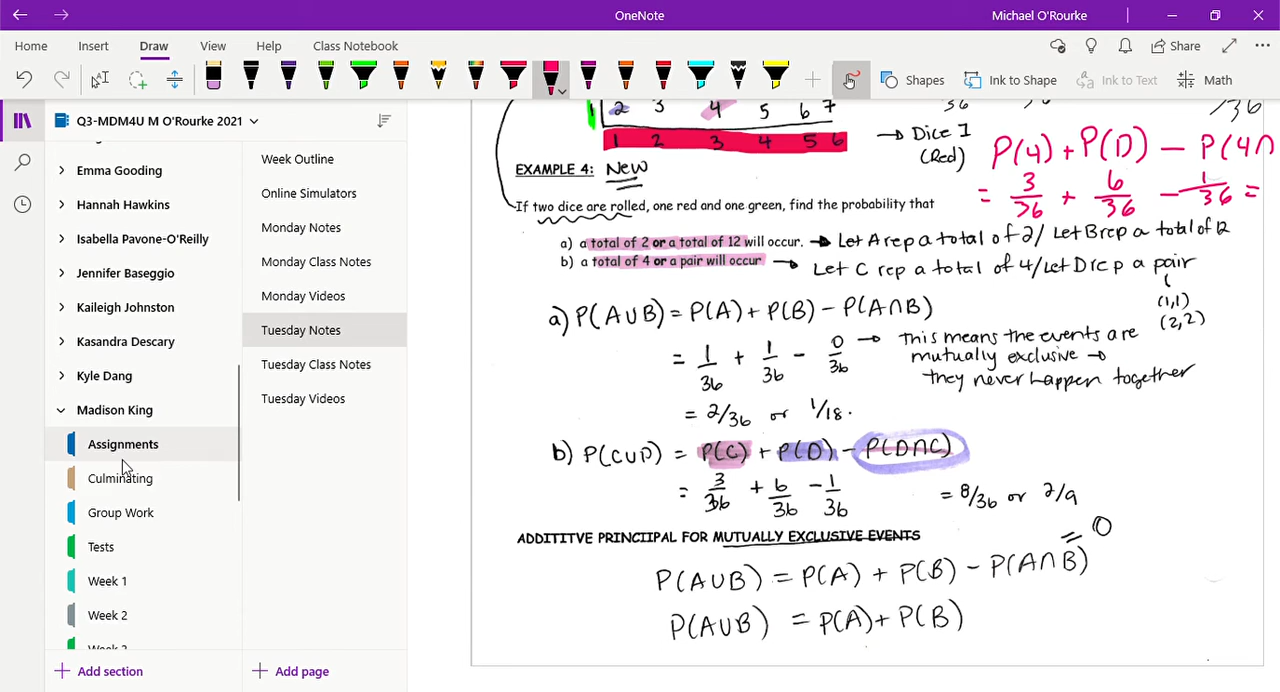 OneNote
Michael O'Rourke
Home Insert Draw View Help Class Notebook
Share
Shapes Ink to Shape Ink to Text Math
Q3-MDM4U M O'Rourke 2021
Emma Gooding
Hannah Hawkins
Isabella Pavone-O'Reilly
Jennifer Baseggio
Kaileigh Johnston
Kasandra Descary
Kyle Dang
Madison King
Assignments
Culminating
Group Work
Tests
Week 1
Week 2
Add section
Week Outline
Online Simulators
Monday Notes
Monday Class Notes
Monday Videos
Tuesday Notes
Tuesday Class Notes
Tuesday Videos
Add page
1 | 2 3 4 5 6 7
1 2 3 4 5 6
→ Dice 1
(Red)
/36
P(4) + P(D) − P(4∩
= 3/36 + 6/36 − 1/36 =
EXAMPLE 4: New
If two dice are rolled, one red and one green, find the probability that
a) a total of 2 or a total of 12 will occur. → Let A rep a total of 2/ Let B rep a total of 12
b) a total of 4 or a pair will occur → Let C rep a total of 4/Let D rep a pair
(1,1)
(2,2)
a) P(A∪B) = P(A) + P(B) − P(A∩B)
= 1/36 + 1/36 − 0/36 → This means the events are
mutually exclusive →
they never happen together
= 2/36 or 1/18.
b) P(C∪D) = P(C) + P(D) − P(D∩C)
= 3/36 + 6/36 − 1/36 = 8/36 or 2/9
ADDITITVE PRINCIIPAL FOR MUTUALLY EXCLUSIVE EVENTS
= 0
P(A∪B) = P(A) + P(B) − P(A∩B)
P(A∪B) = P(A) + P(B)